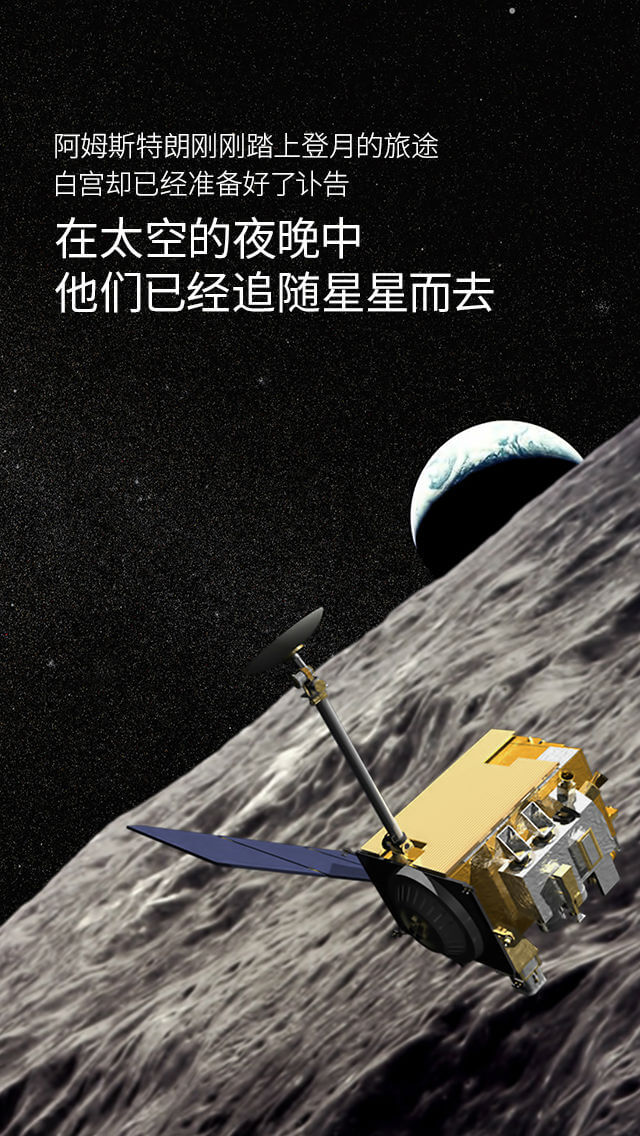 阿姆斯特朗刚刚踏上登月的旅途
白宫却已经准备好了讣告
在太空的夜晚中
他们已经追随星星而去